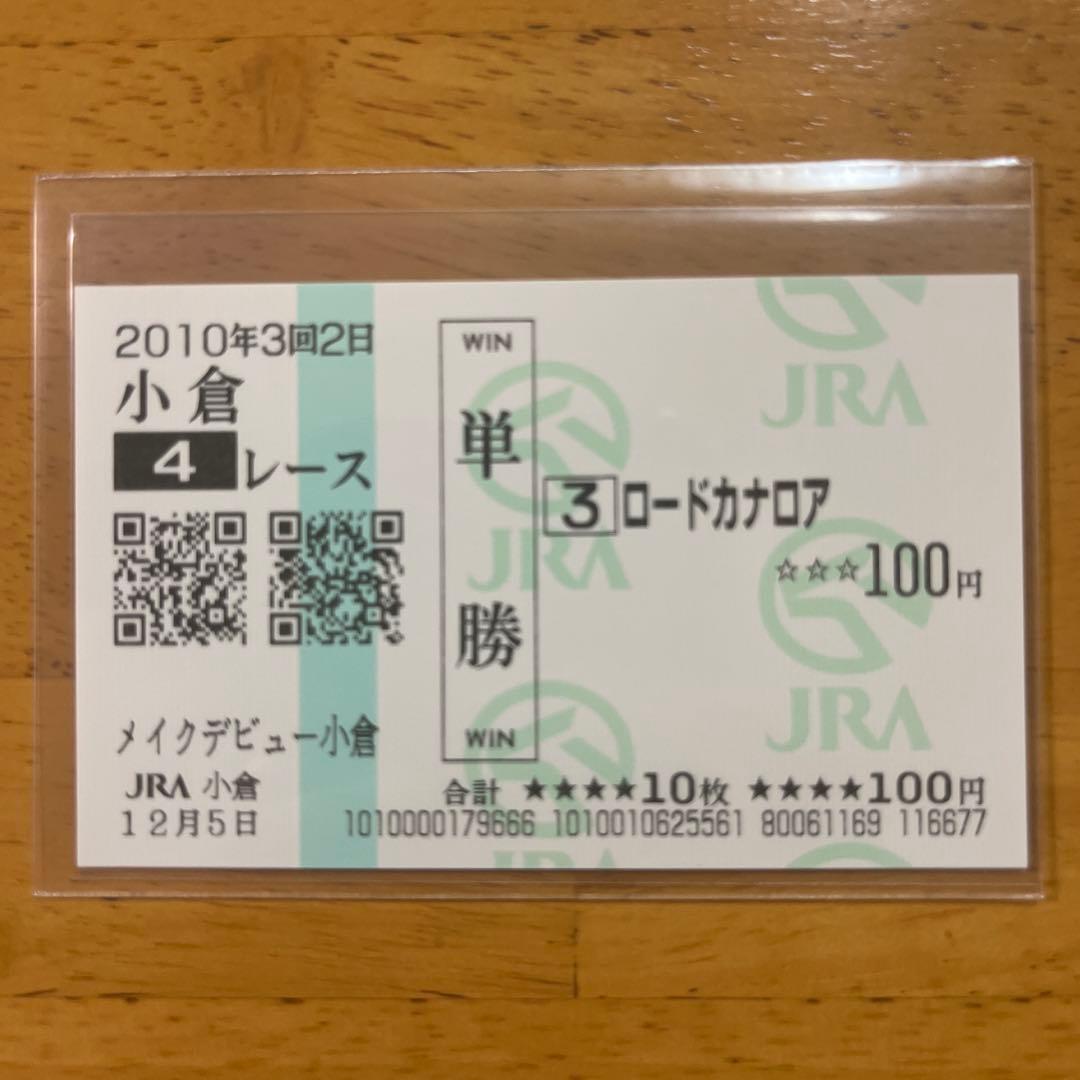 2010年3回2日
小倉
4レース
メイクデビュー小倉
JRA 小倉
12月5日
WIN
単勝
WIN
3 ロードカナロア
☆☆☆100円
合計 ★★★★10枚 ★★★★100円
1010000179666 1010010625561 80061169 116677
JRA
JRA
JRA
JRA